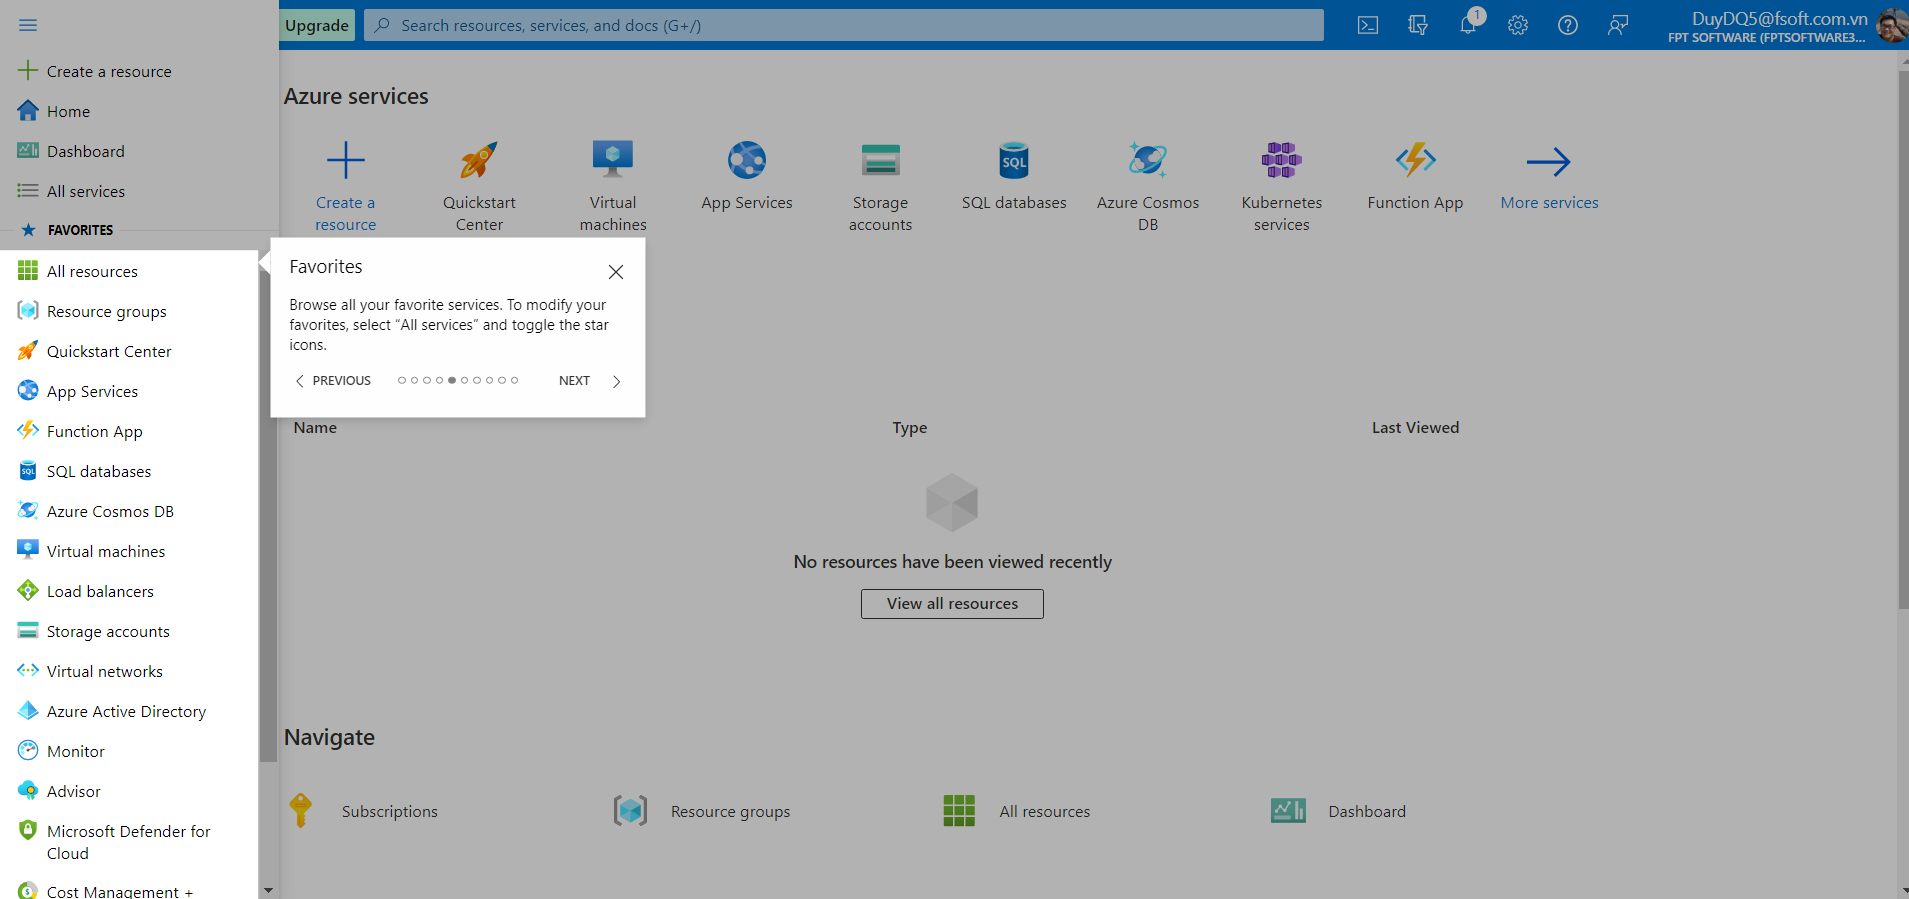 Upgrade
Search resources, services, and docs (G+/)
1
DuyDQ5@fsoft.com.vn
FPT SOFTWARE (FPTSOFTWARE3...
Create a resource
Home
Dashboard
All services
FAVORITES
All resources
Resource groups
Quickstart Center
App Services
Function App
SQL
SQL databases
Azure Cosmos DB
Virtual machines
Load balancers
Storage accounts
Virtual networks
Azure Active Directory
Monitor
Advisor
Microsoft Defender for
Cloud
$
Cost Management +
Azure services
Create a
resource
Quickstart
Center
Virtual
machines
App Services
Storage
accounts
SQL
SQL databases
Azure Cosmos
DB
Kubernetes
services
Function App
More services
Favorites
Browse all your favorite services. To modify your
favorites, select “All services” and toggle the star
icons.
PREVIOUS
NEXT
Name
Type
Last Viewed
No resources have been viewed recently
View all resources
Navigate
Subscriptions
Resource groups
All resources
Dashboard